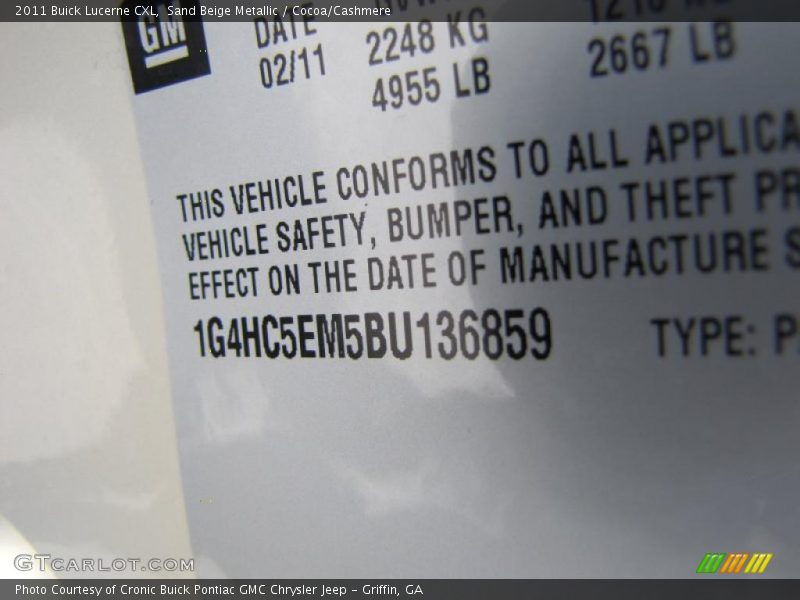 2011 Buick Lucerne CXL, Sand Beige Metallic / Cocoa/Cashmere
GM DATE
02/11 2248 KG 2667 LB
4955 LB
THIS VEHICLE CONFORMS TO ALL APPLICA
VEHICLE SAFETY, BUMPER, AND THEFT PR
EFFECT ON THE DATE OF MANUFACTURE S
1G4HC5EM5BU136859 TYPE: PA
GTCARLOT.COM
Photo Courtesy of Cronic Buick Pontiac GMC Chrysler Jeep – Griffin, GA